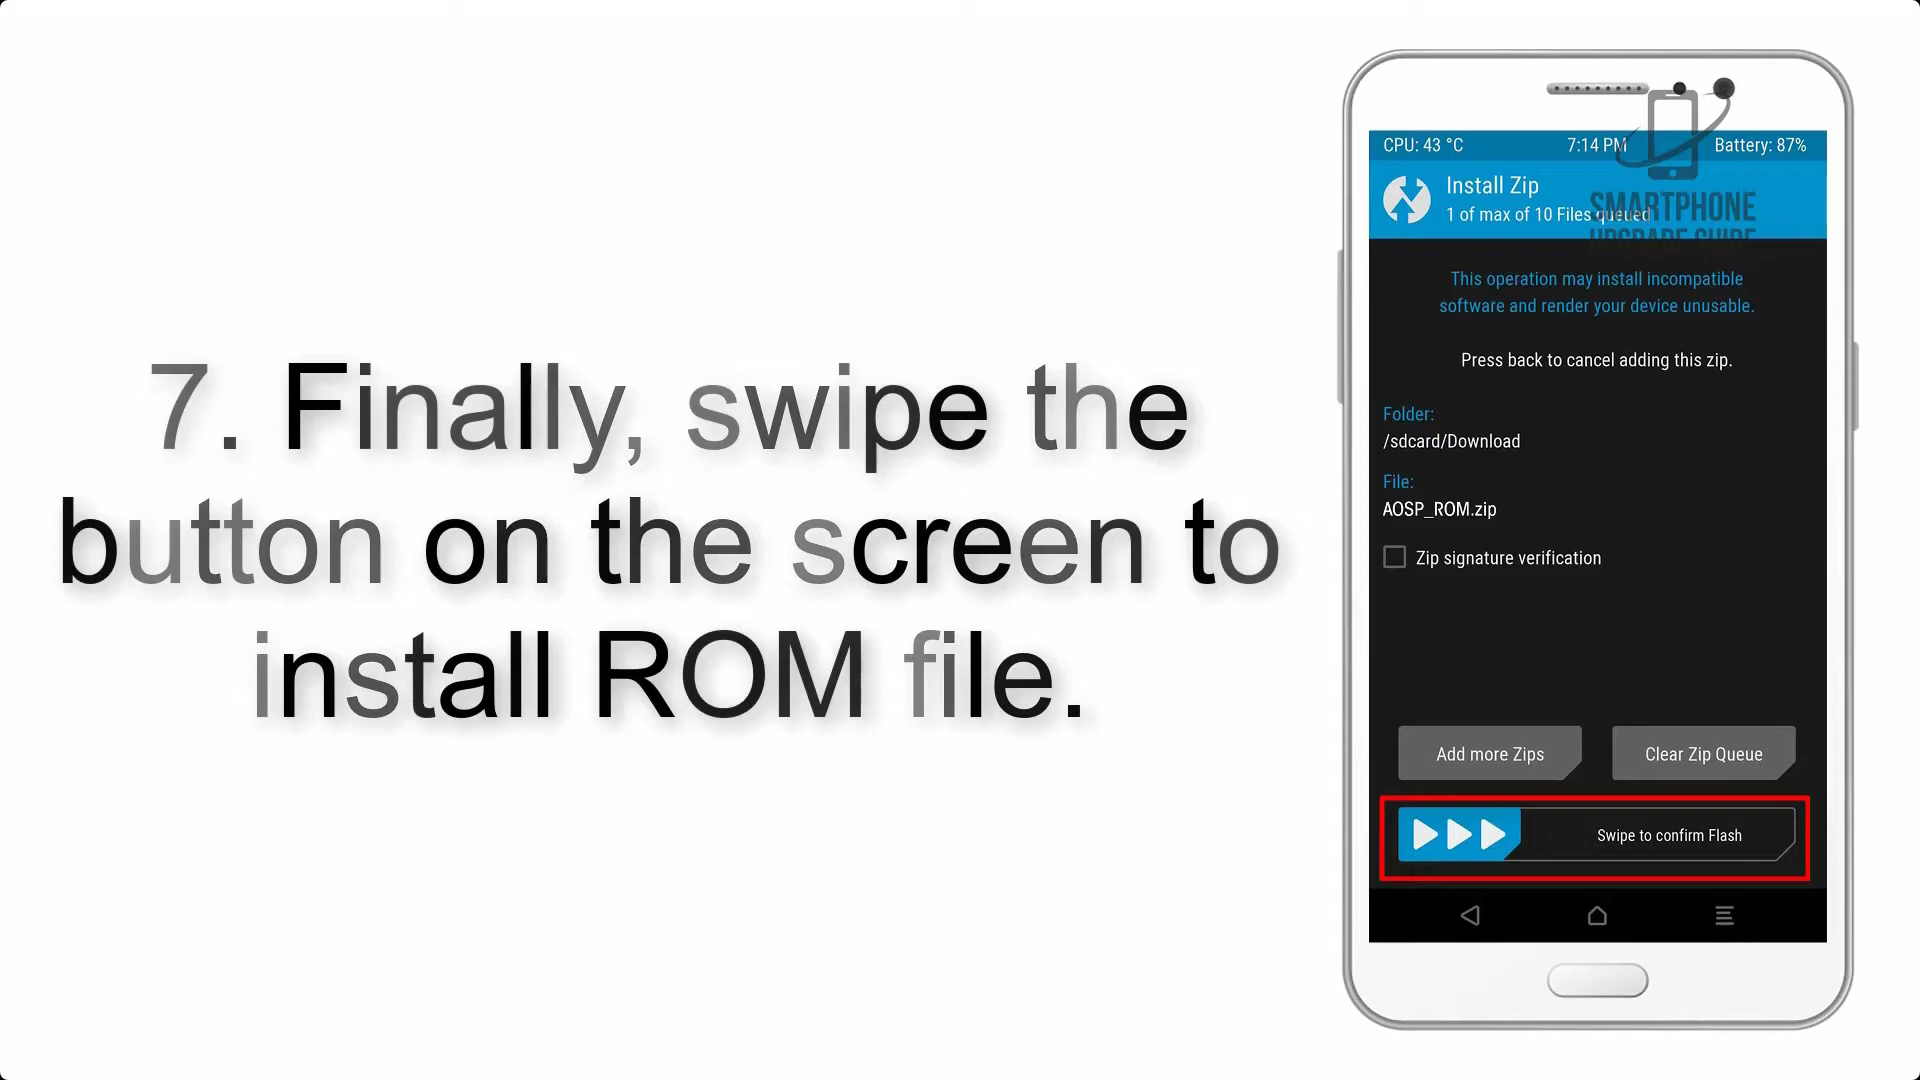 7. Finally, swipe the
button on the screen to
install ROM file.
CPU: 43 °C 7:14 PM Battery: 87%
Install Zip
1 of max of 10 Files queued
SMARTPHONE
UPGRADE GUIDE
This operation may install incompatible
software and render your device unusable.
Press back to cancel adding this zip.
Folder:
/sdcard/Download
File:
AOSP_ROM.zip
Zip signature verification
Add more Zips Clear Zip Queue
Swipe to confirm Flash